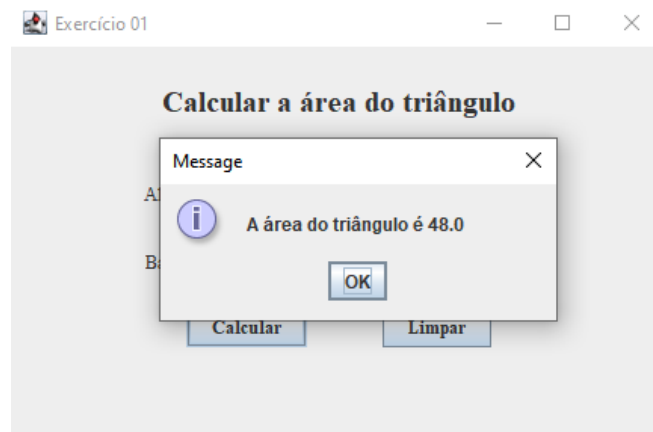 Exercício 01
Calcular a área do triângulo
Message
A área do triângulo é 48.0
OK
Calcular
Limpar